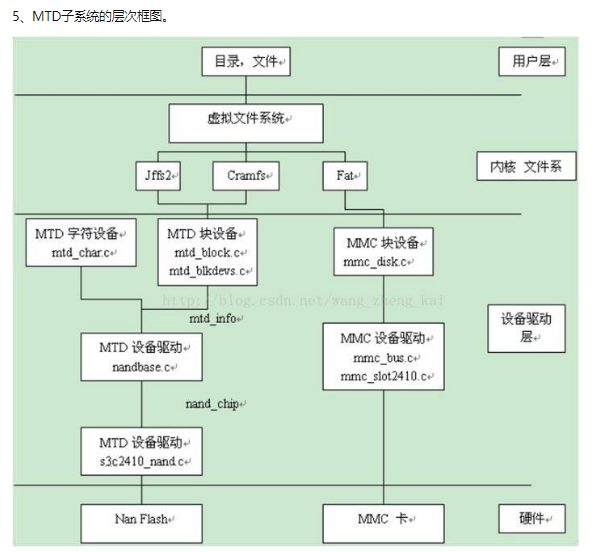 5、MTD子系统的层次框图。
目录，文件
用户层
虚拟文件系统
Jffs2
Cramfs
Fat
内核 文件系
MTD 字符设备
mtd_char.c
MTD 块设备
mtd_block.c
mtd_blkdevs.c
MMC 块设备
mmc_disk.c
http://blog.csdn.net/wang_zheng_kai
mtd_info
设备驱动
层
MTD 设备驱动
nandbase.c
MMC 设备驱动
mmc_bus.c
mmc_slot2410.c
nand_chip
MTD 设备驱动
s3c2410_nand.c
Nan Flash
MMC 卡
硬件